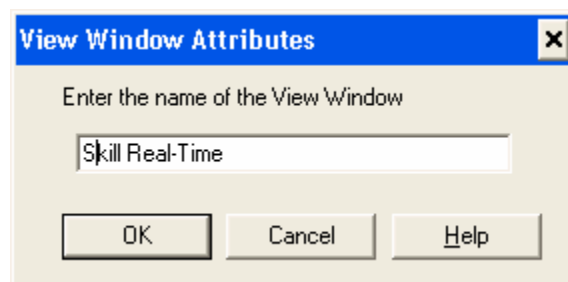 View Window Attributes
Enter the name of the View Window
Skill Real-Time
OK Cancel Help